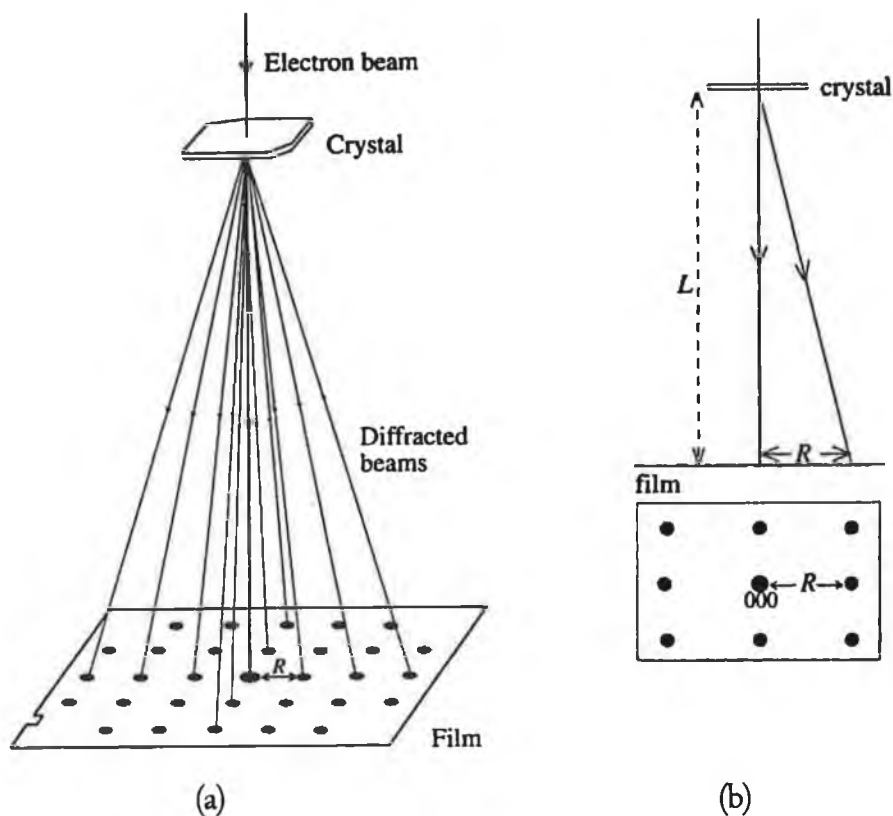 Electron beam
Crystal
Diffracted
beams
R
Film
(a)
crystal
L
R
film
000
R
(b)